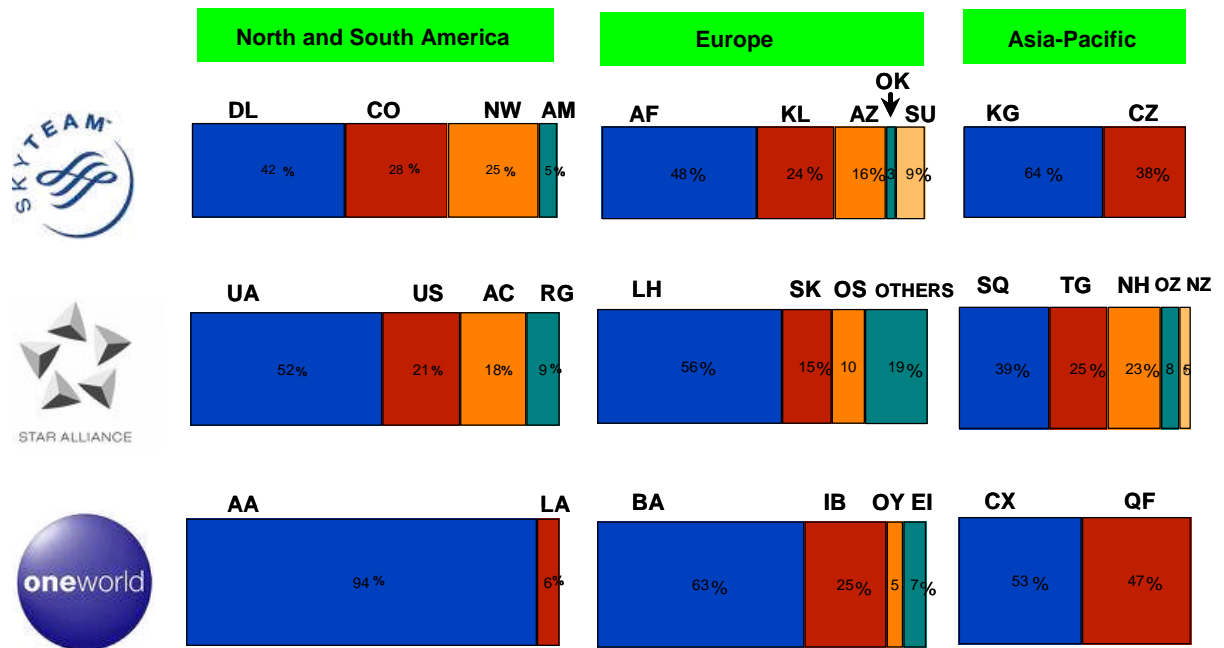 North and South America Europe Asia-Pacific
OK
DL CO NW AM AF KL AZ SU KG CZ
SKYTEAM™
42 % 28 % 25 % 5% 48% 24% 16% 3 9% 64% 38%
UA US AC RG LH SK OS OTHERS SQ TG NH OZ NZ
52% 21% 18% 9% 56% 15% 10 19% 39% 25% 23% 8 5
STAR ALLIANCE
AA LA BA IB OY EI CX QF
oneworld
94 % 6% 63% 25% 5 7% 53% 47%